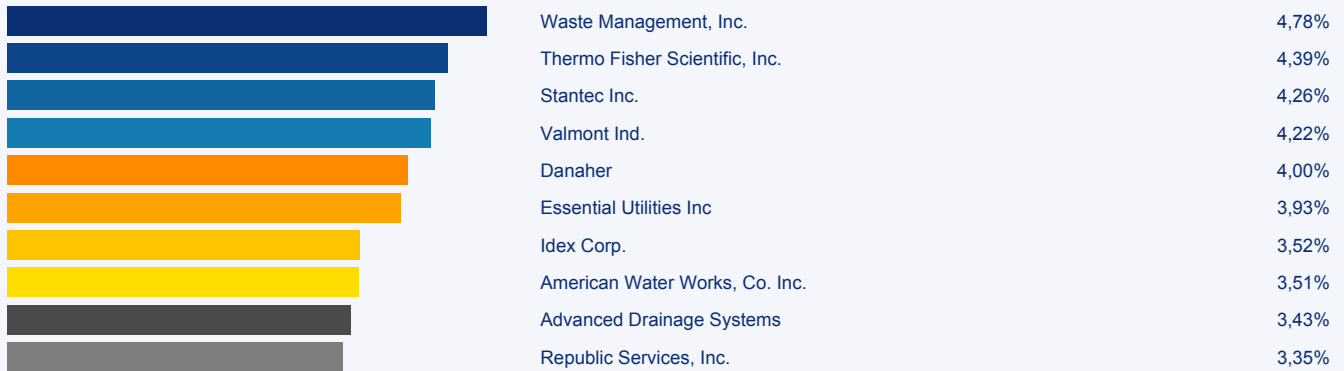 Waste Management, Inc. 4,78%
Thermo Fisher Scientific, Inc. 4,39%
Stantec Inc. 4,26%
Valmont Ind. 4,22%
Danaher 4,00%
Essential Utilities Inc 3,93%
Idex Corp. 3,52%
American Water Works, Co. Inc. 3,51%
Advanced Drainage Systems 3,43%
Republic Services, Inc. 3,35%